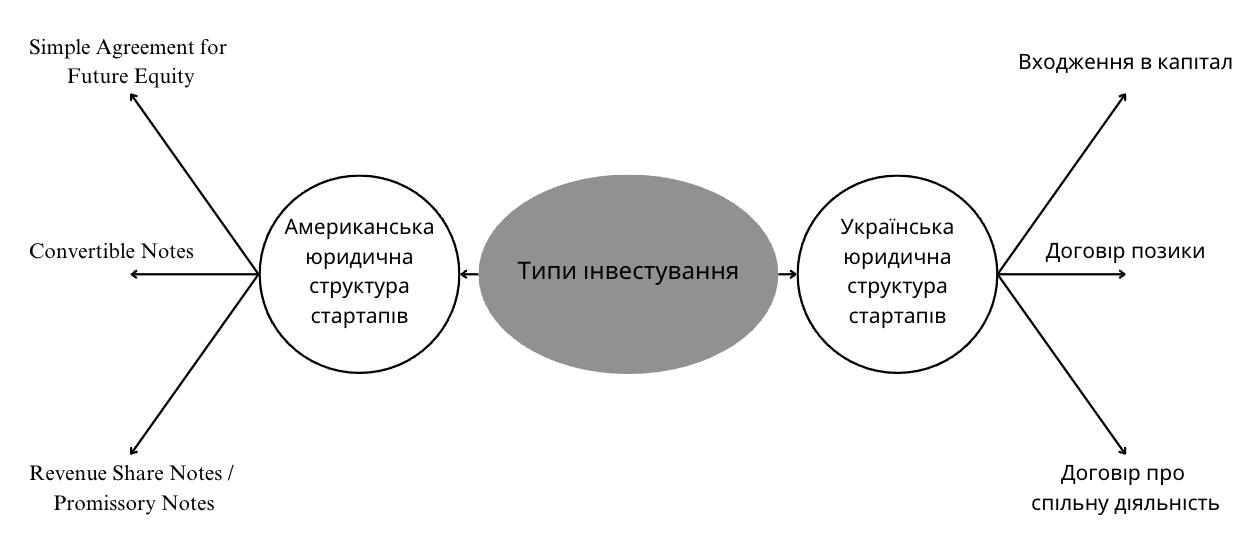 Simple Agreement for
Future Equity
Convertible Notes
Revenue Share Notes /
Promissory Notes
Американська
юридична
структура
стартапів
Типи інвестування
Українська
юридична
структура
стартапів
Входження в капітал
Договір позики
Договір про
спільну діяльність